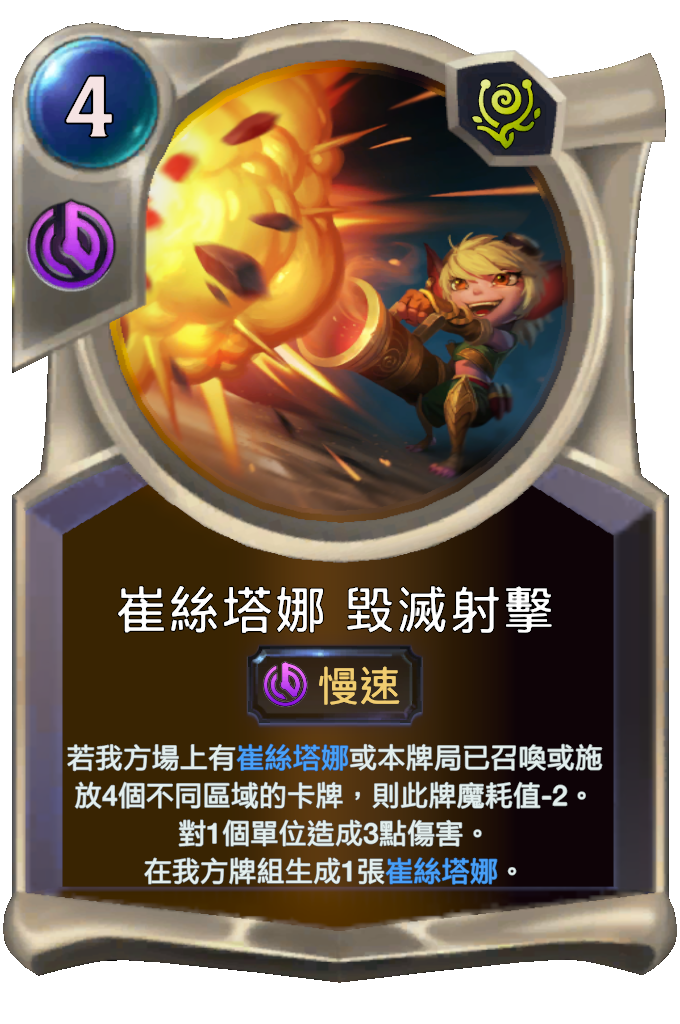 4
崔絲塔娜 毀滅射擊
慢速
若我方場上有崔絲塔娜或本牌局已召喚或施
放4個不同區域的卡牌，則此牌魔耗值-2。
對1個單位造成3點傷害。
在我方牌組生成1張崔絲塔娜。